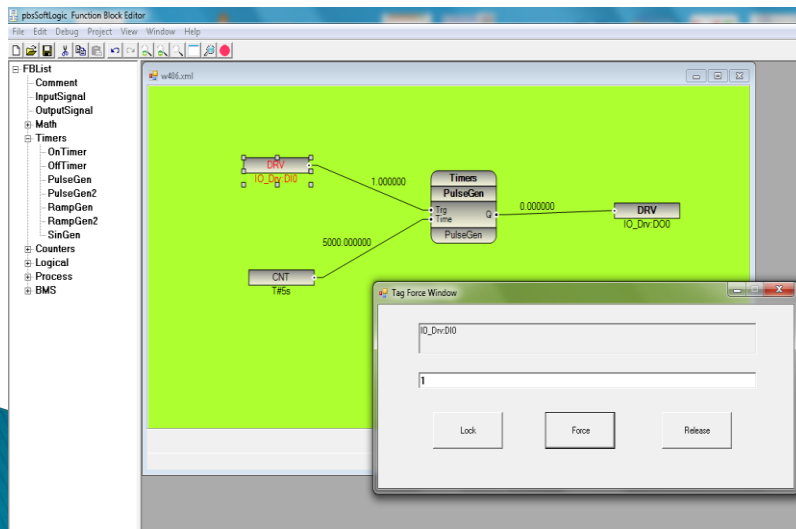 pbsSoftLogic Function Block Editor
File Edit Debug Project View Window Help
FBList
Comment
InputSignal
OutputSignal
Math
Timers
OnTimer
OffTimer
PulseGen
PulseGen2
RampGen
RampGen2
SinGen
Counters
Logical
Process
BMS
w486.xml
DRV
IO_Drv:DI0
1.000000
Timers
PulseGen
Trg
Time
Q
PulseGen
0.000000
DRV
IO_Drv:DO0
5000.000000
CNT
T#5s
Tag Force Window
IO_Drv:DI0
1
Lock Force Release